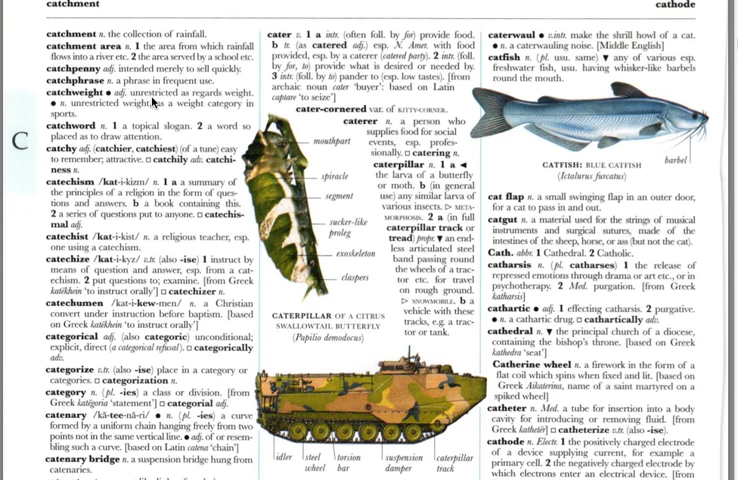 catchment
cathode
C
catchment n. the collection of rainfall.
catchment area n. 1 the area from which rainfall
flows into a river etc. 2 the area served by a school etc.
catchpenny adj. intended merely to sell quickly.
catchphrase n. a phrase in frequent use.
catchweight ● adj. unrestricted as regards weight.
● n. unrestricted weight, as a weight category in
sports.
catchword n. 1 a topical slogan. 2 a word so
placed as to draw attention.
catchy adj. (catchier, catchiest) (of a tune) easy
to remember; attractive. □ catchily adv. catchi-
ness n.
catechism /kat-i-kizm/ n. 1 a a summary of
the principles of a religion in the form of ques-
tions and answers. b a book containing this.
2 a series of questions put to anyone. □ catechis-
mal adj.
catechist /kat-i-kist/ n. a religious teacher, esp.
one using a catechism.
catechize /kat-i-kyz/ v.tr. (also -ise) 1 instruct by
means of question and answer, esp. from a cat-
echism. 2 put questions to; examine. [from Greek
katēkhein 'to instruct orally'] □ catechizer n.
catechumen /kat-i-kew-men/ n. a Christian
convert under instruction before baptism. [based
on Greek katēkhein 'to instruct orally']
categorical adj. (also categoric) unconditional;
explicit, direct (a categorical refusal). □ categorically
adv.
categorize v.tr. (also -ise) place in a category or
categories. □ categorization n.
category n. (pl. -ies) a class or division. [from
Greek katēgoria 'statement'] □ categorial adj.
catenary /kă-tee-nă-ri/ ● n. (pl. -ies) a curve
formed by a uniform chain hanging freely from two
points not in the same vertical line. ● adj. of or resem-
bling such a curve. [based on Latin catena 'chain']
catenary bridge n. a suspension bridge hung from
catenaries.
cater v. 1 a intr. (often foll. by for) provide food.
b tr. (as catered adj.) esp. N. Amer. with food
provided, esp. by a caterer (catered party). 2 intr. (foll.
by for, to) provide what is desired or needed by.
3 intr. (foll. by to) pander to (esp. low tastes). [from
archaic noun cater 'buyer': based on Latin
captare 'to seize']
cater-cornered var. of KITTY-CORNER.
caterer n. a person who
supplies food for social
events, esp. profes-
sionally. □ catering n.
caterpillar n. 1 a ◄
the larva of a butterfly
or moth. b (in general
use) any similar larva of
various insects. ▷ META-
MORPHOSIS. 2 a (in full
caterpillar track or
tread) propr. ▼ an end-
less articulated steel
band passing round
the wheels of a trac-
tor etc. for travel
on rough ground.
▷ SNOWMOBILE. b a
vehicle with these
tracks, e.g. a trac-
tor or tank.
mouthpart
spiracle
segment
sucker-like
proleg
exoskeleton
claspers
CATERPILLAR OF A CITRUS
SWALLOWTAIL BUTTERFLY
(Papilio demodocus)
idler
steel
wheel
torsion
bar
suspension
damper
caterpillar
track
caterwaul ● v.intr. make the shrill howl of a cat.
● n. a caterwauling noise. [Middle English]
catfish n. (pl. usu. same) ▼ any of various esp.
freshwater fish, usu. having whisker-like barbels
round the mouth.
barbel
CATFISH: BLUE CATFISH
(Ictalurus furcatus)
cat flap n. a small swinging flap in an outer door,
for a cat to pass in and out.
catgut n. a material used for the strings of musical
instruments and surgical sutures, made of the
intestines of the sheep, horse, or ass (but not the cat).
Cath. abbr. 1 Cathedral. 2 Catholic.
catharsis n. (pl. catharses) 1 the release of
repressed emotions through drama or art etc., or in
psychotherapy. 2 Med. purgation. [from Greek
katharsis]
cathartic ● adj. 1 effecting catharsis. 2 purgative.
● n. a cathartic drug. □ cathartically adv.
cathedral n. ▼ the principal church of a diocese,
containing the bishop's throne. [based on Greek
kathedra 'seat']
Catherine wheel n. a firework in the form of a
flat coil which spins when fixed and lit. [based on
Greek Aikaterina, name of a saint martyred on a
spiked wheel]
catheter n. Med. a tube for insertion into a body
cavity for introducing or removing fluid. [from
Greek kathetēr] □ catheterize v.tr. (also -ise).
cathode n. Electr. 1 the positively charged electrode
of a device supplying current, for example a
primary cell. 2 the negatively charged electrode by
which electrons enter an electrical device. [from